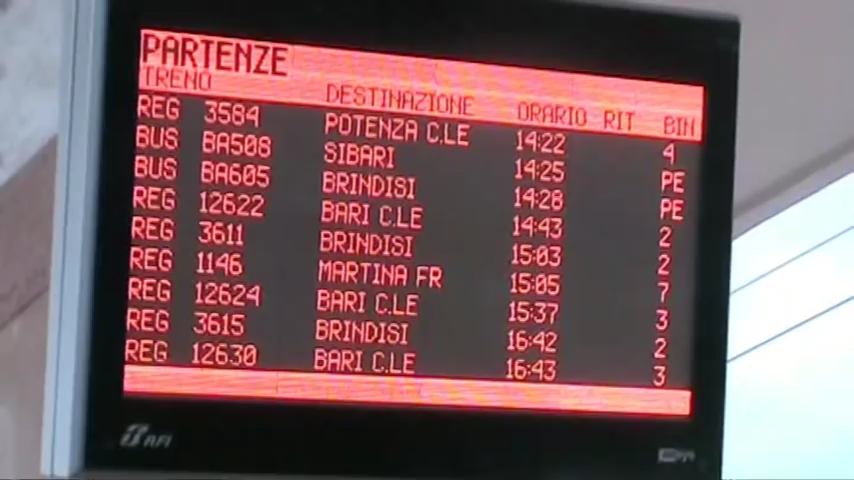 PARTENZE
TRENO DESTINAZIONE ORARIO RIT BIN
REG 3584 POTENZA C.LE 14:22 4
BUS BA508 SIBARI 14:25 PE
BUS BA605 BRINDISI 14:28 PE
REG 12622 BARI C.LE 14:43 2
REG 3611 BRINDISI 15:03 2
REG 1146 MARTINA FR 15:05 7
REG 12624 BARI C.LE 15:37 3
REG 3615 BRINDISI 16:42 2
REG 12630 BARI C.LE 16:43 3
RFI